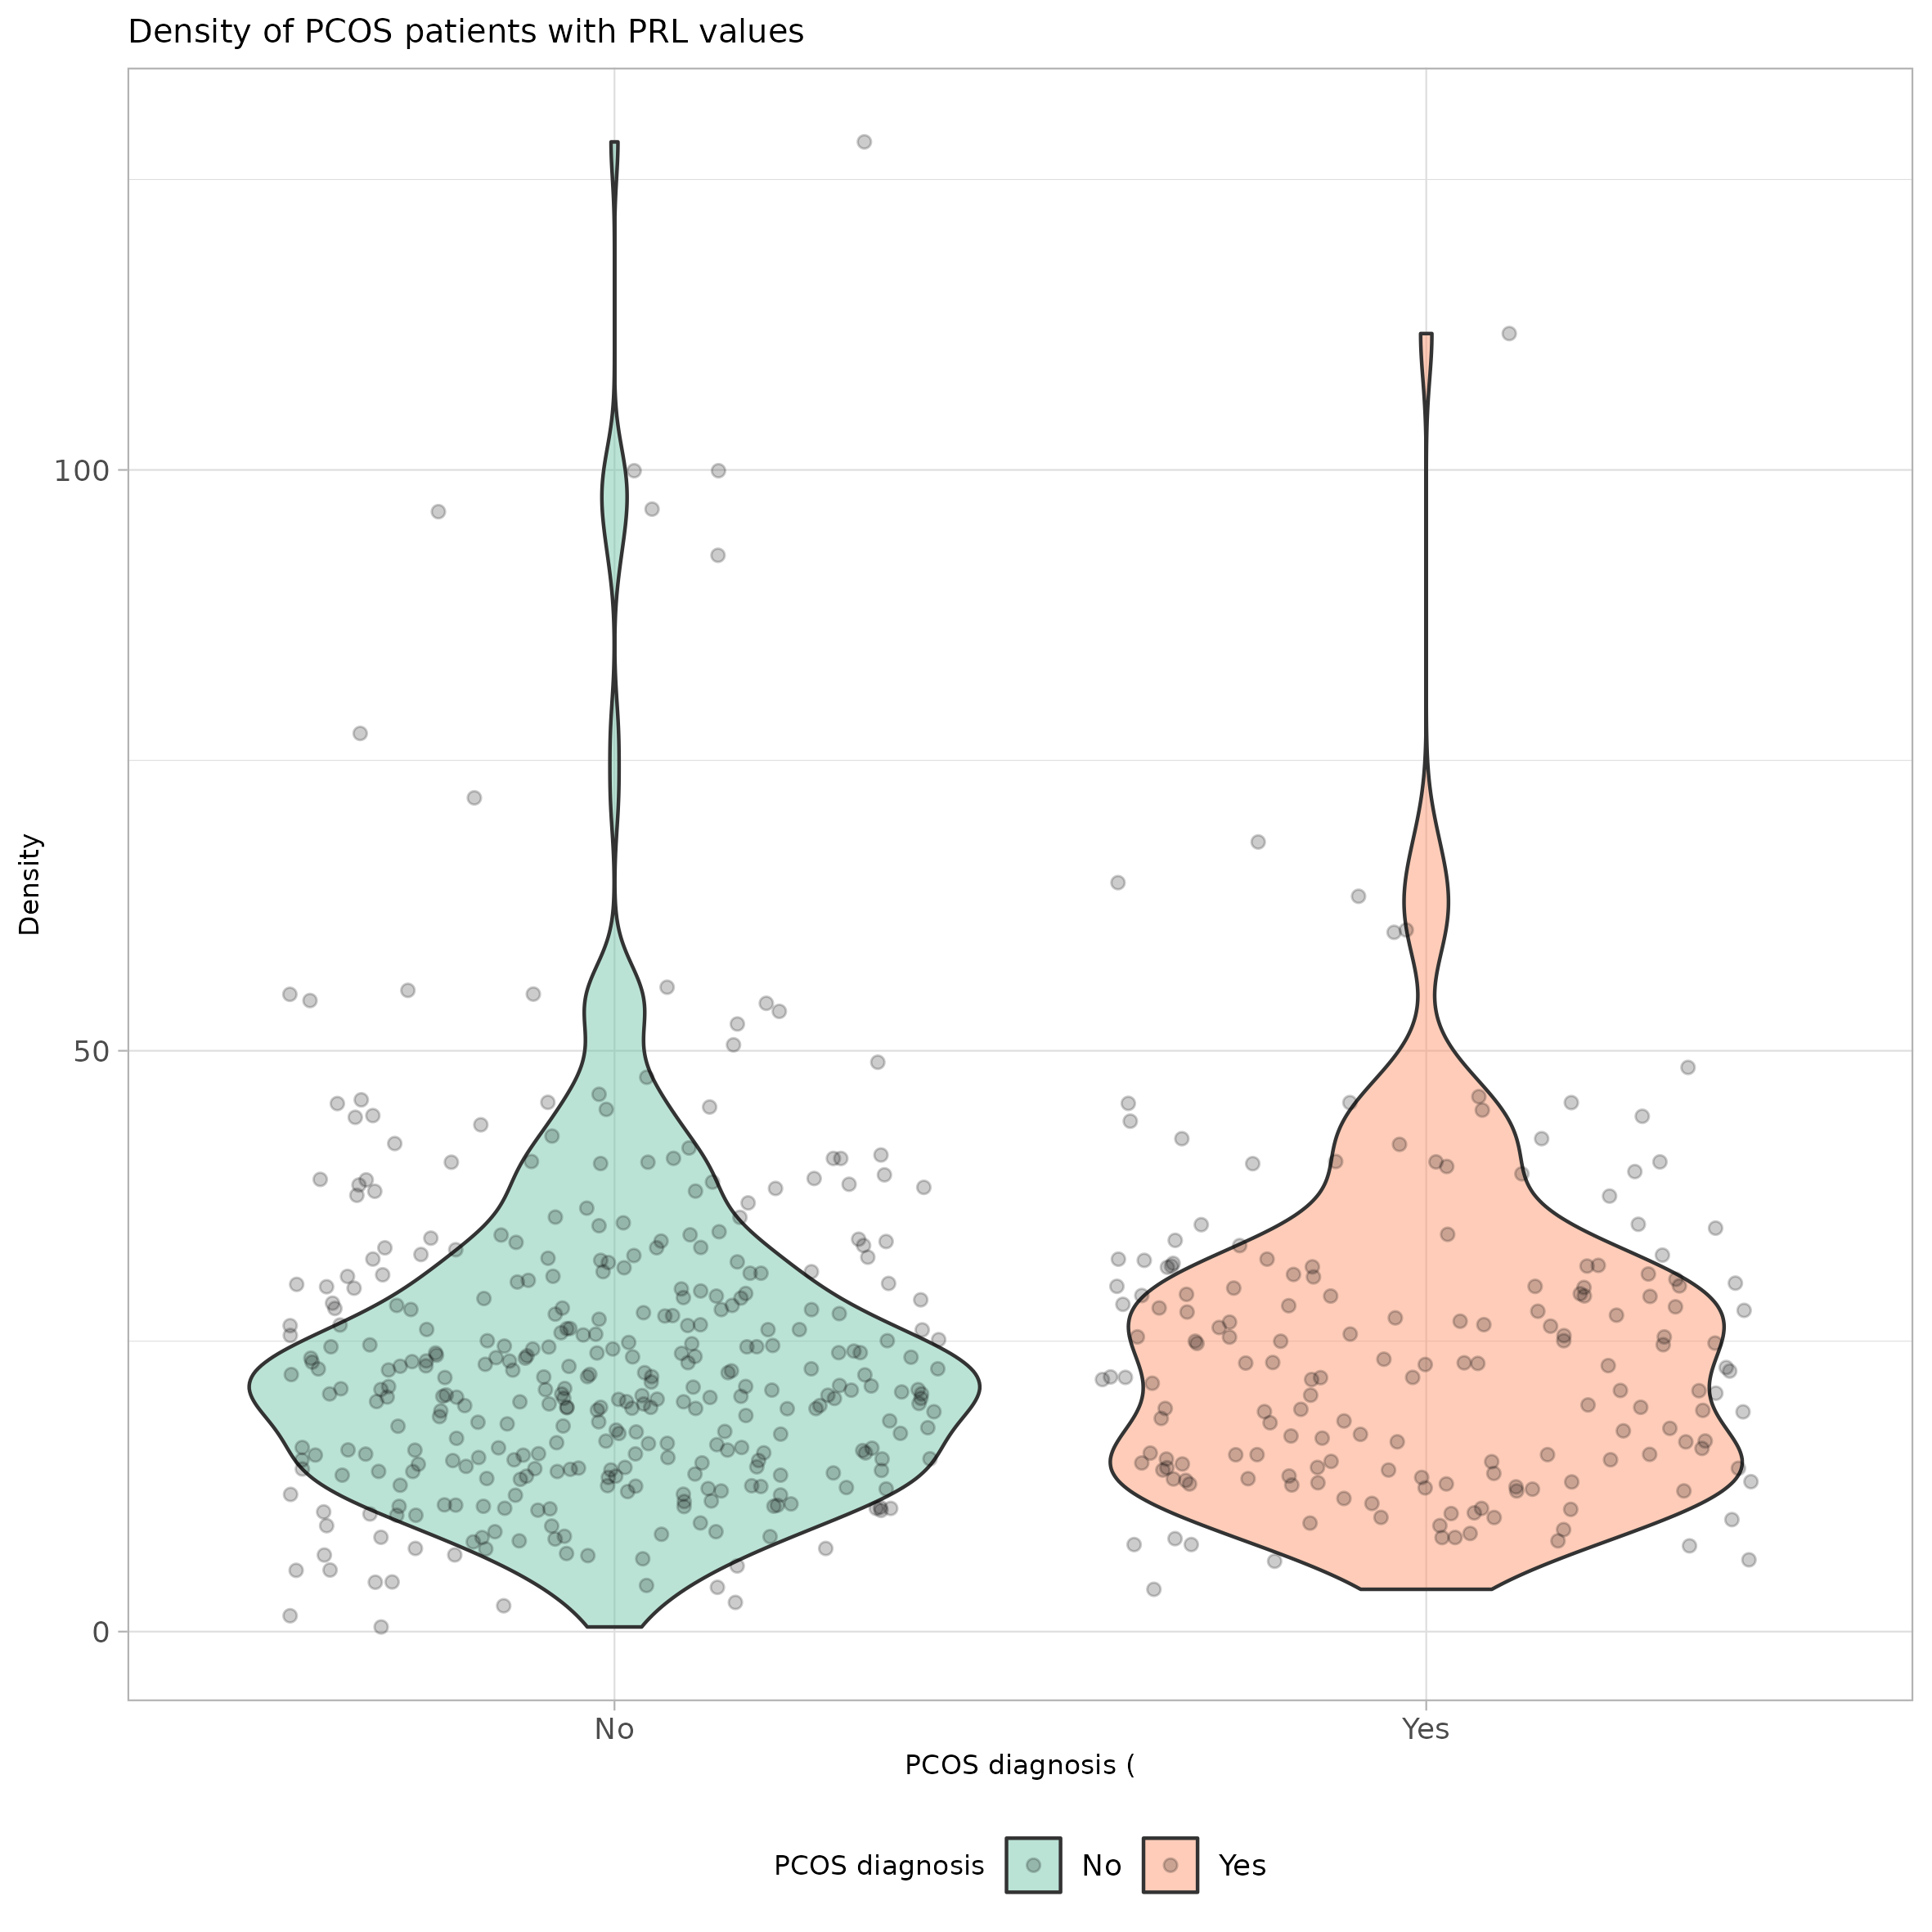 Density of PCOS patients with PRL values
100
50
0
Density
No
Yes
PCOS diagnosis (
PCOS diagnosis No Yes